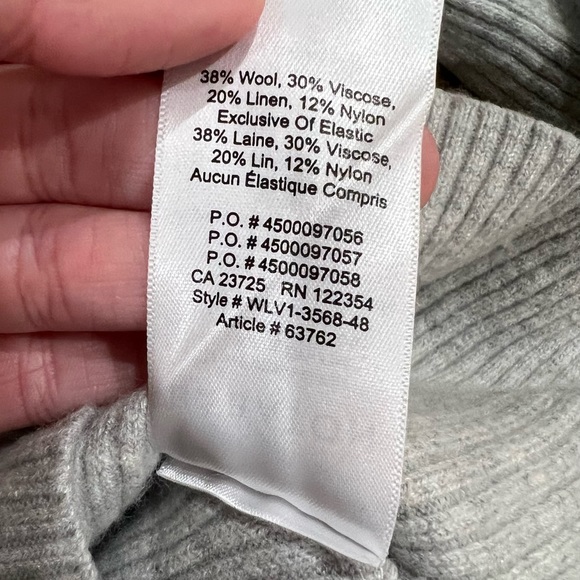 38% Wool, 30% Viscose,
20% Linen, 12% Nylon
Exclusive Of Elastic
38% Laine, 30% Viscose,
20% Lin, 12% Nylon
Aucun Élastique Compris
P.O. # 4500097056
P.O. # 4500097057
P.O. # 4500097058
CA 23725 RN 122354
Style # WLV1-3568-48
Article # 63762